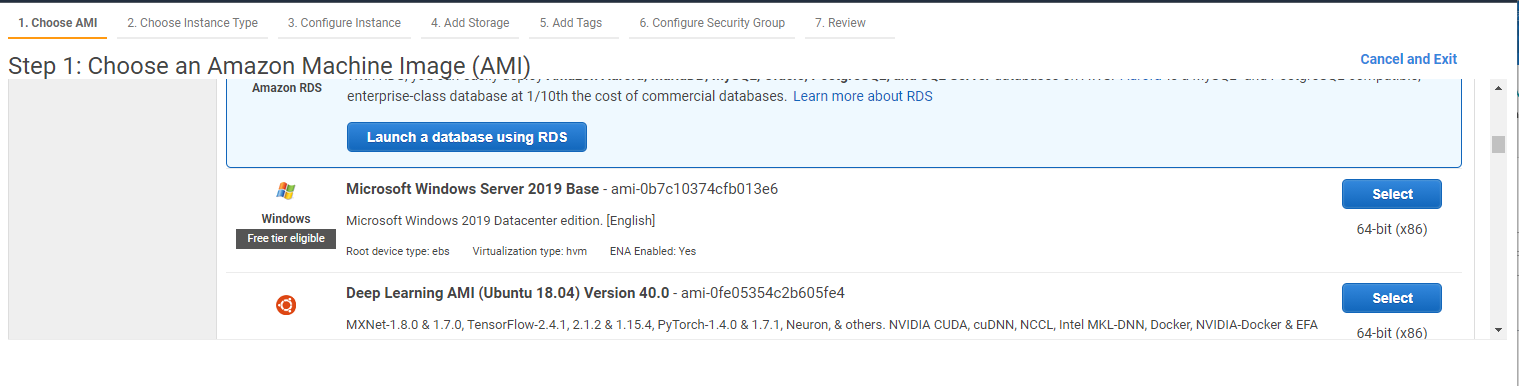 1. Choose AMI 2. Choose Instance Type 3. Configure Instance 4. Add Storage 5. Add Tags 6. Configure Security Group 7. Review
Step 1: Choose an Amazon Machine Image (AMI)
Cancel and Exit
Amazon RDS
enterprise-class database at 1/10th the cost of commercial databases. Learn more about RDS
Launch a database using RDS
Microsoft Windows Server 2019 Base - ami-0b7c10374cfb013e6
Select
Windows
Microsoft Windows 2019 Datacenter edition. [English]
64-bit (x86)
Free tier eligible
Root device type: ebs Virtualization type: hvm ENA Enabled: Yes
Deep Learning AMI (Ubuntu 18.04) Version 40.0 - ami-0fe05354c2b605fe4
Select
MXNet-1.8.0 & 1.7.0, TensorFlow-2.4.1, 2.1.2 & 1.15.4, PyTorch-1.4.0 & 1.7.1, Neuron, & others. NVIDIA CUDA, cuDNN, NCCL, Intel MKL-DNN, Docker, NVIDIA-Docker & EFA
64-bit (x86)